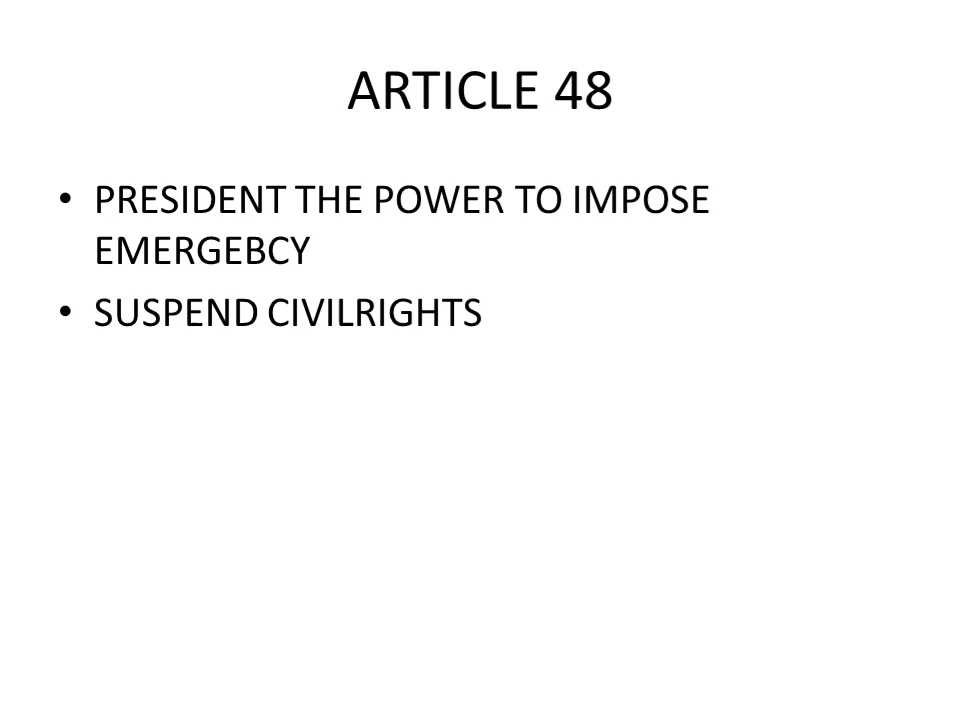 ARTICLE 48
• PRESIDENT THE POWER TO IMPOSE
EMERGEBCY
• SUSPEND CIVILRIGHTS